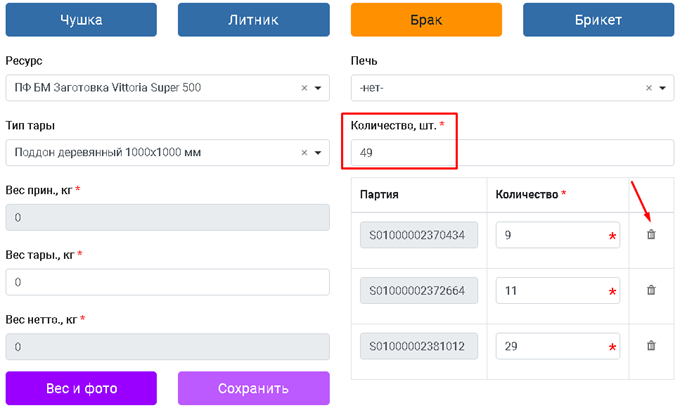 Чушка
Литник
Брак
Брикет
Ресурс
Печь
ПФ БМ Заготовка Vittoria Super 500 ×
-нет- ×
Тип тары
Количество, шт. *
Поддон деревянный 1000x1000 мм ×
49
Вес прин., кг *
0
Партия
Количество *
S01000002370434
9 *
Вес тары., кг *
0
S01000002372664
11 *
Вес нетто., кг *
0
S01000002381012
29 *
Вес и фото
Сохранить